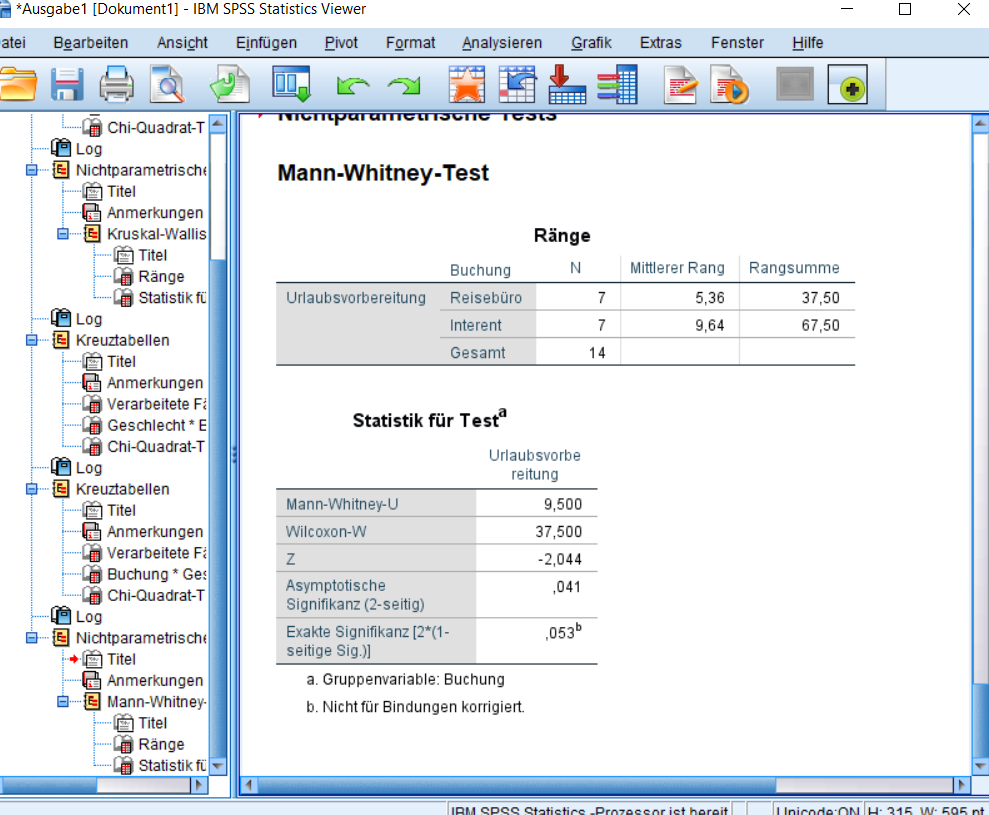 *Ausgabe1 [Dokument1] - IBM SPSS Statistics Viewer
atei Bearbeiten Ansicht Einfügen Pivot Format Analysieren Grafik Extras Fenster Hilfe
Chi-Quadrat-T
Log
Nichtparametrische
Titel
Anmerkungen
Kruskal-Wallis
Titel
Ränge
Statistik fü
Log
Kreuztabellen
Titel
Anmerkungen
Verarbeitete Fä
Geschlecht * B
Chi-Quadrat-T
Log
Kreuztabellen
Titel
Anmerkungen
Verarbeitete Fä
Buchung * Ges
Chi-Quadrat-T
Log
Nichtparametrische
Titel
Anmerkungen
Mann-Whitney-
Titel
Ränge
Statistik fü
Nichtparametrische Tests
Mann-Whitney-Test
Ränge
Buchung N Mittlerer Rang Rangsumme
Urlaubsvorbereitung Reisebüro 7 5,36 37,50
Interent 7 9,64 67,50
Gesamt 14
Statistik für Testa
Urlaubsvorbe
reitung
Mann-Whitney-U 9,500
Wilcoxon-W 37,500
Z -2,044
Asymptotische
Signifikanz (2-seitig) ,041
Exakte Signifikanz [2*(1-
seitige Sig.)] ,053b
a. Gruppenvariable: Buchung
b. Nicht für Bindungen korrigiert.
IBM SPSS Statistics -Prozessor ist bereit Unicode:ON H: 315, W: 595 pt